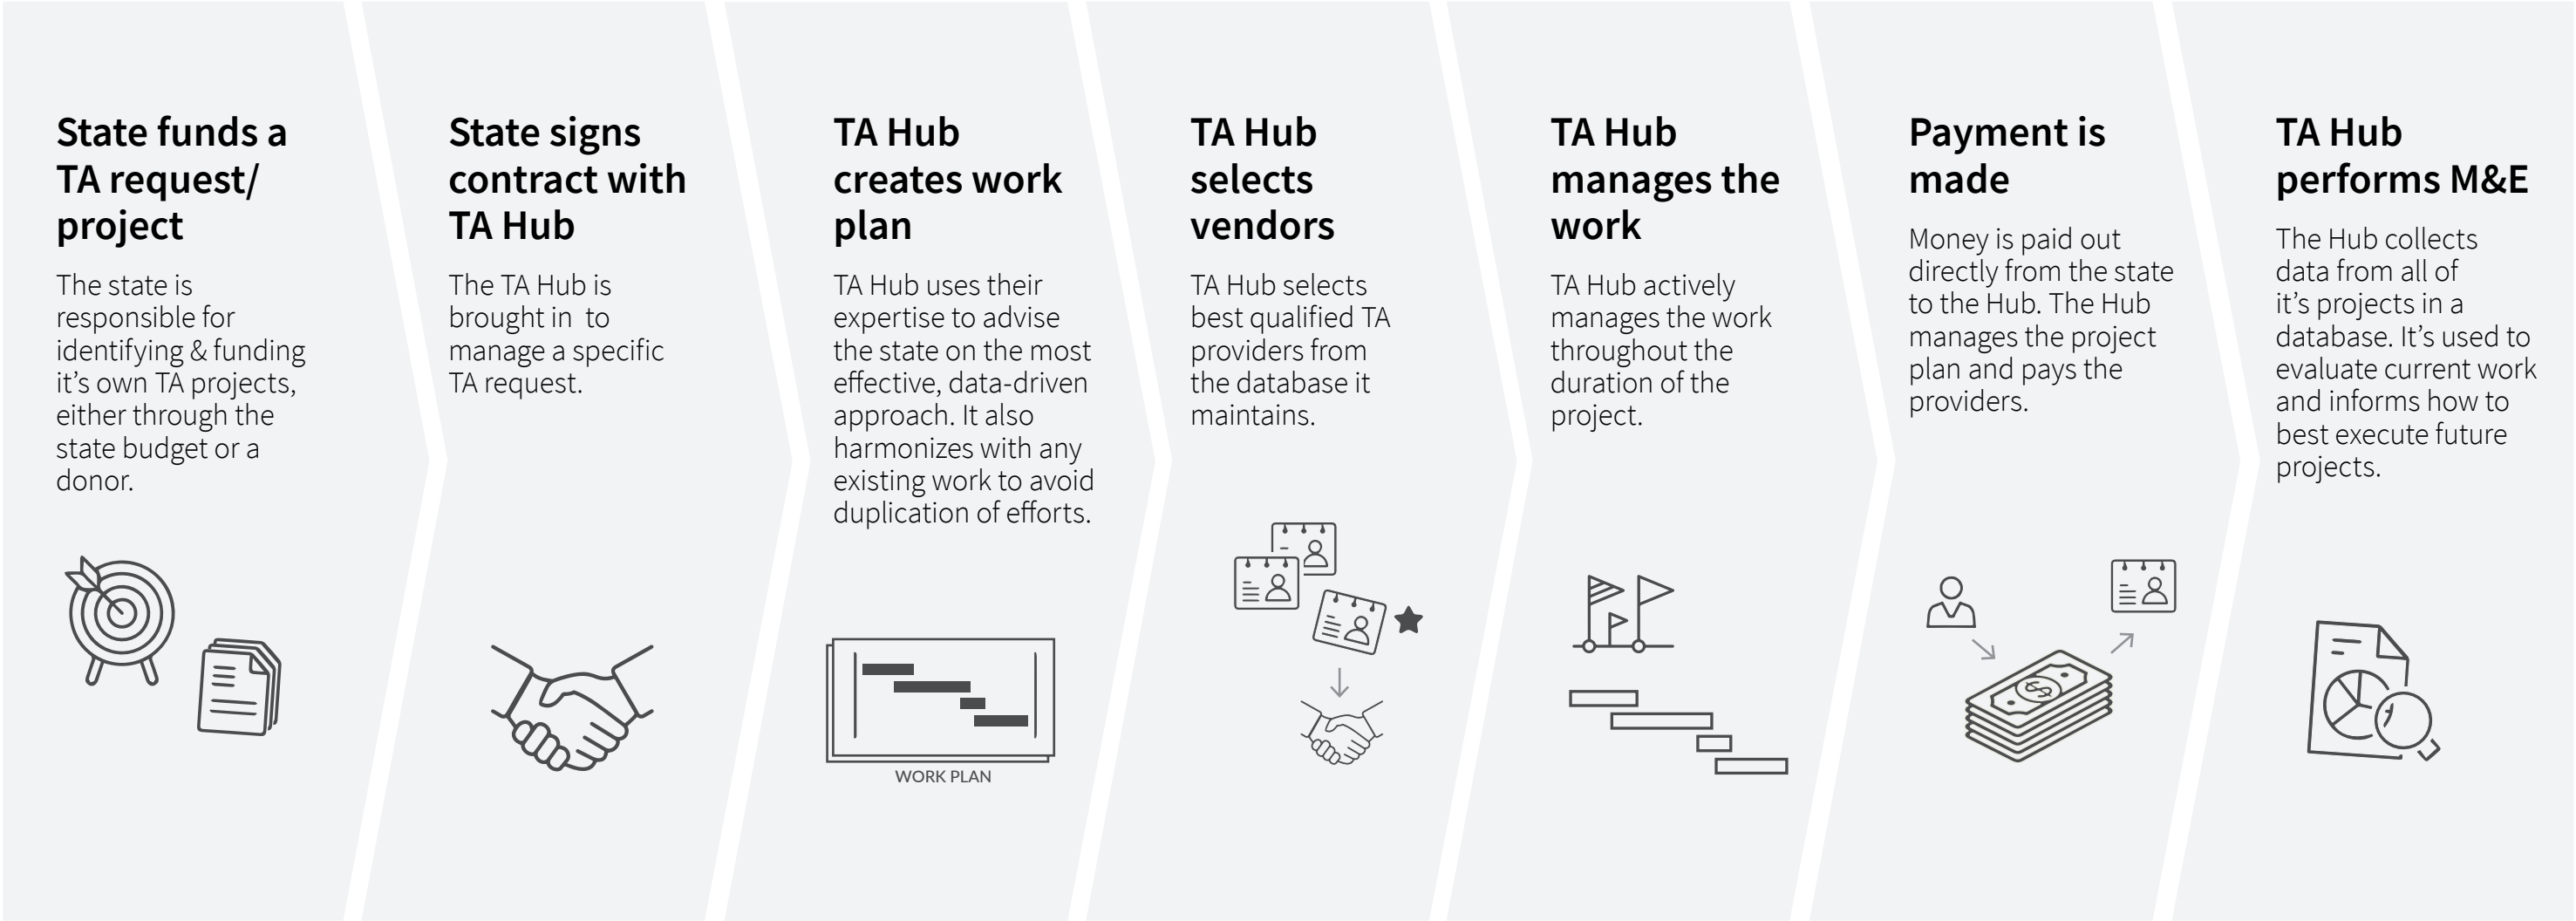 State funds a
TA request/
project
The state is
responsible for
identifying & funding
it’s own TA projects,
either through the
state budget or a
donor.
State signs
contract with
TA Hub
The TA Hub is
brought in  to
manage a specific
TA request.
TA Hub
creates work
plan
TA Hub uses their
expertise to advise
the state on the most
effective, data-driven
approach. It also
harmonizes with any
existing work to avoid
duplication of efforts.
WORK PLAN
TA Hub
selects
vendors
TA Hub selects
best qualified TA
providers from
the database it
maintains.
TA Hub
manages the
work
TA Hub actively
manages the work
throughout the
duration of the
project.
Payment is
made
Money is paid out
directly from the state
to the Hub. The Hub
manages the project
plan and pays the
providers.
$
TA Hub
performs M&E
The Hub collects
data from all of
it’s projects in a
database. It’s used to
evaluate current work
and informs how to
best execute future
projects.